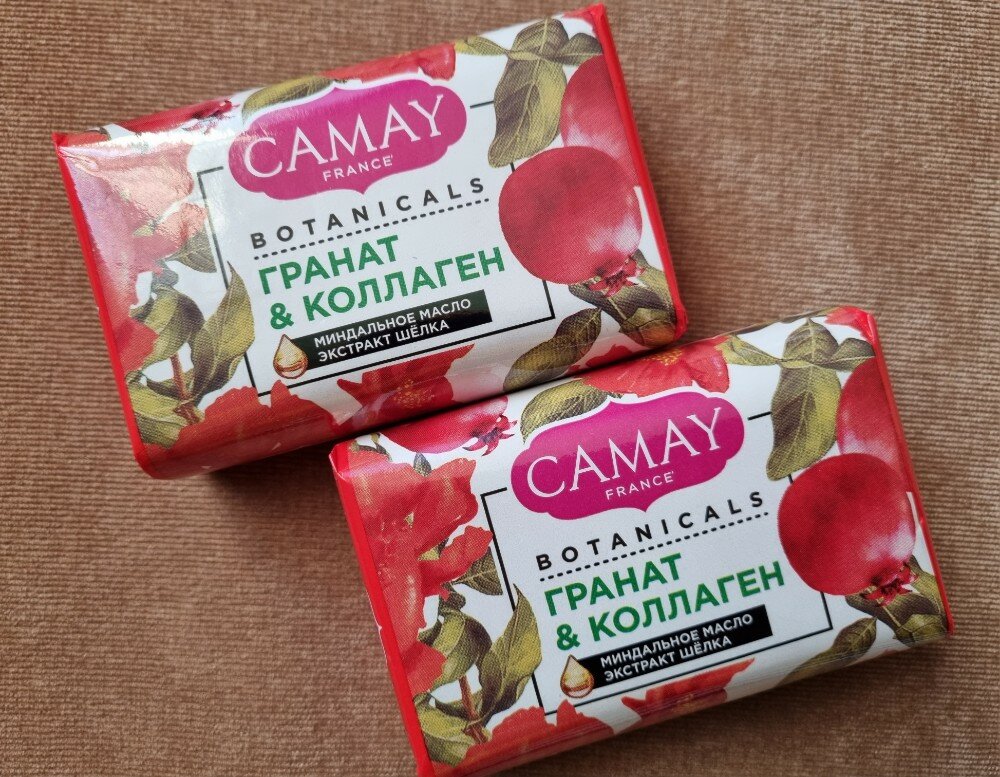 CAMAY
FRANCE
BOTANICALS
ГРАНАТ
& КОЛЛАГЕН
МИНДАЛЬНОЕ МАСЛО
ЭКСТРАКТ ШЁЛКА
CAMAY
FRANCE
BOTANICALS
ГРАНАТ
& КОЛЛАГЕН
МИНДАЛЬНОЕ МАСЛО
ЭКСТРАКТ ШЁЛКА